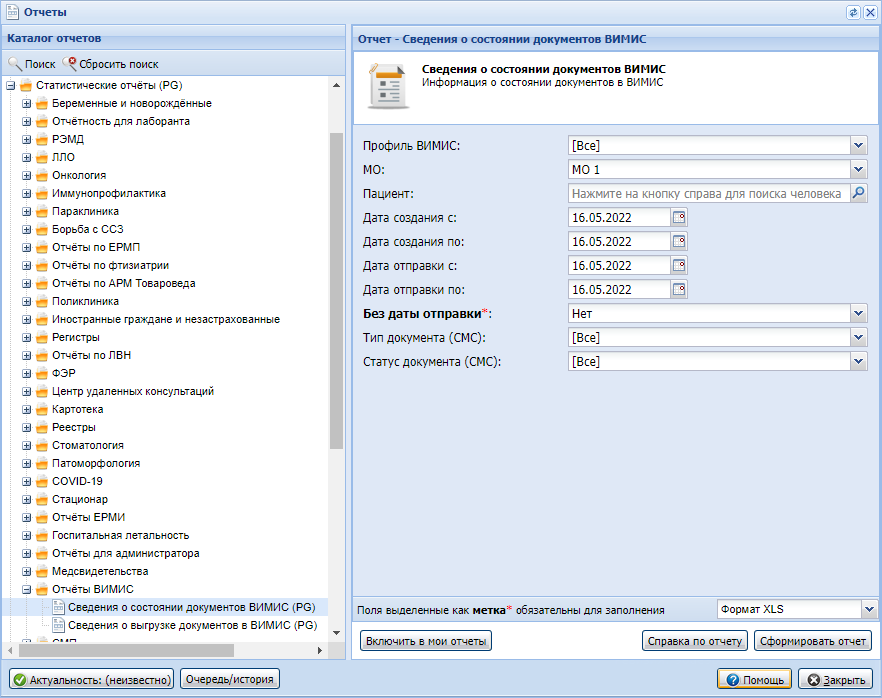 Отчеты
Каталог отчетов
Поиск Сбросить поиск
Статистические отчёты (PG)
Беременные и новорождённые
Отчётность для лаборанта
РЭМД
ЛЛО
Онкология
Иммунопрофилактика
Параклиника
Борьба с ССЗ
Отчёты по ЕРМП
Отчёты по фтизиатрии
Отчёты по АРМ Товароведа
Поликлиника
Иностранные граждане и незастрахованные
Регистры
Отчёты по ЛВН
ФЭР
Центр удаленных консультаций
Картотека
Реестры
Стоматология
Патоморфология
COVID-19
Стационар
Отчёты ЕРМИ
Госпитальная летальность
Отчёты для администратора
Медсвидетельства
Отчёты ВИМИС
Сведения о состоянии документов ВИМИС (PG)
Сведения о выгрузке документов в ВИМИС (PG)
СМП
Отчет - Сведения о состоянии документов ВИМИС
Сведения о состоянии документов ВИМИС
Информация о состоянии документов в ВИМИС
Профиль ВИМИС: [Все]
МО: МО 1
Пациент: Нажмите на кнопку справа для поиска человека
Дата создания с: 16.05.2022
Дата создания по: 16.05.2022
Дата отправки с: 16.05.2022
Дата отправки по: 16.05.2022
Без даты отправки*: Нет
Тип документа (СМС): [Все]
Статус документа (СМС): [Все]
Поля выделенные как метка* обязательны для заполнения Формат XLS
Включить в мои отчеты Справка по отчету Сформировать отчет
Актуальность: (неизвестно) Очередь/история Помощь Закрыть